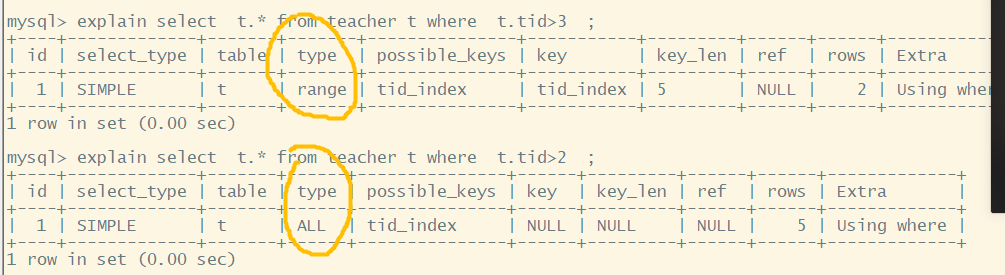 mysql> explain select  t.* from teacher t where  t.tid>3  ;
+----+-------------+-------+-------+---------------+-----------+---------+------+------+-------
| id | select_type | table | type  | possible_keys | key       | key_len | ref  | rows | Extra
+----+-------------+-------+-------+---------------+-----------+---------+------+------+-------
|  1 | SIMPLE      | t     | range | tid_index     | tid_index | 5       | NULL |    2 | Using wher
+----+-------------+-------+-------+---------------+-----------+---------+------+------+-------
1 row in set (0.00 sec)
mysql> explain select  t.* from teacher t where  t.tid>2  ;
+----+-------------+-------+------+---------------+------+---------+------+------+-------------+
| id | select_type | table | type | possible_keys | key  | key_len | ref  | rows | Extra       |
+----+-------------+-------+------+---------------+------+---------+------+------+-------------+
|  1 | SIMPLE      | t     | ALL  | tid_index     | NULL | NULL    | NULL |    5 | Using where |
+----+-------------+-------+------+---------------+------+---------+------+------+-------------+
1 row in set (0.00 sec)